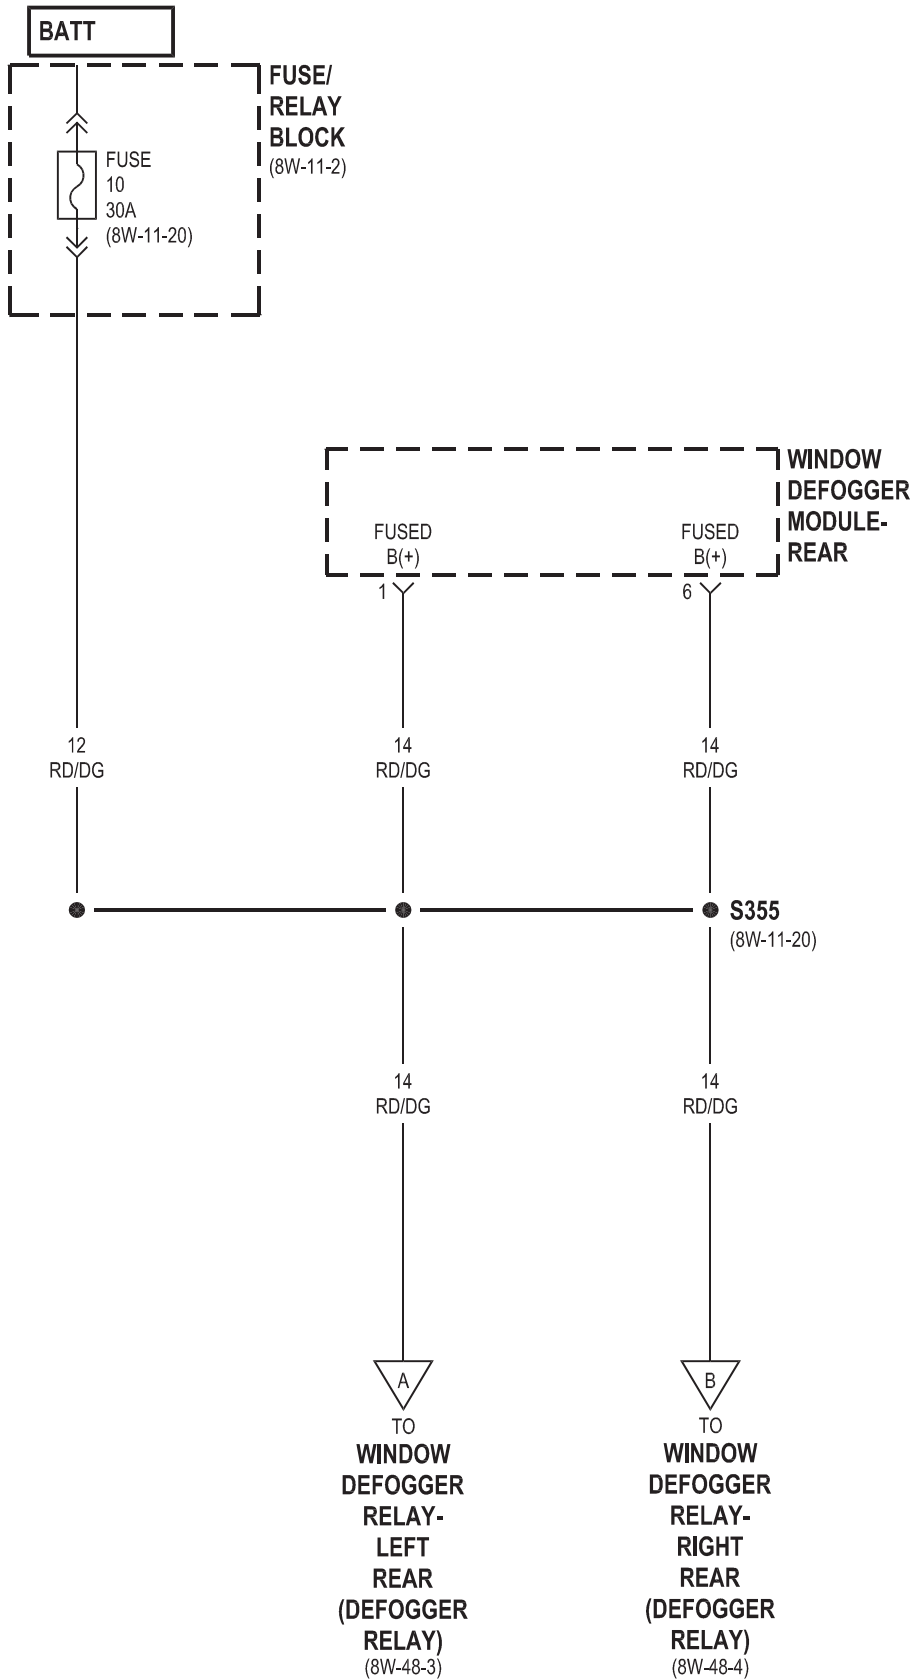 BATT
FUSE/
RELAY
BLOCK
(8W-11-2)
FUSE
10
30A
(8W-11-20)
WINDOW
DEFOGGER
MODULE-
REAR
FUSED
B(+)
FUSED
B(+)
1
6
12
RD/DG
14
RD/DG
14
RD/DG
S355
(8W-11-20)
14
RD/DG
14
RD/DG
A
TO
WINDOW
DEFOGGER
RELAY-
LEFT
REAR
(DEFOGGER
RELAY)
(8W-48-3)
B
TO
WINDOW
DEFOGGER
RELAY-
RIGHT
REAR
(DEFOGGER
RELAY)
(8W-48-4)